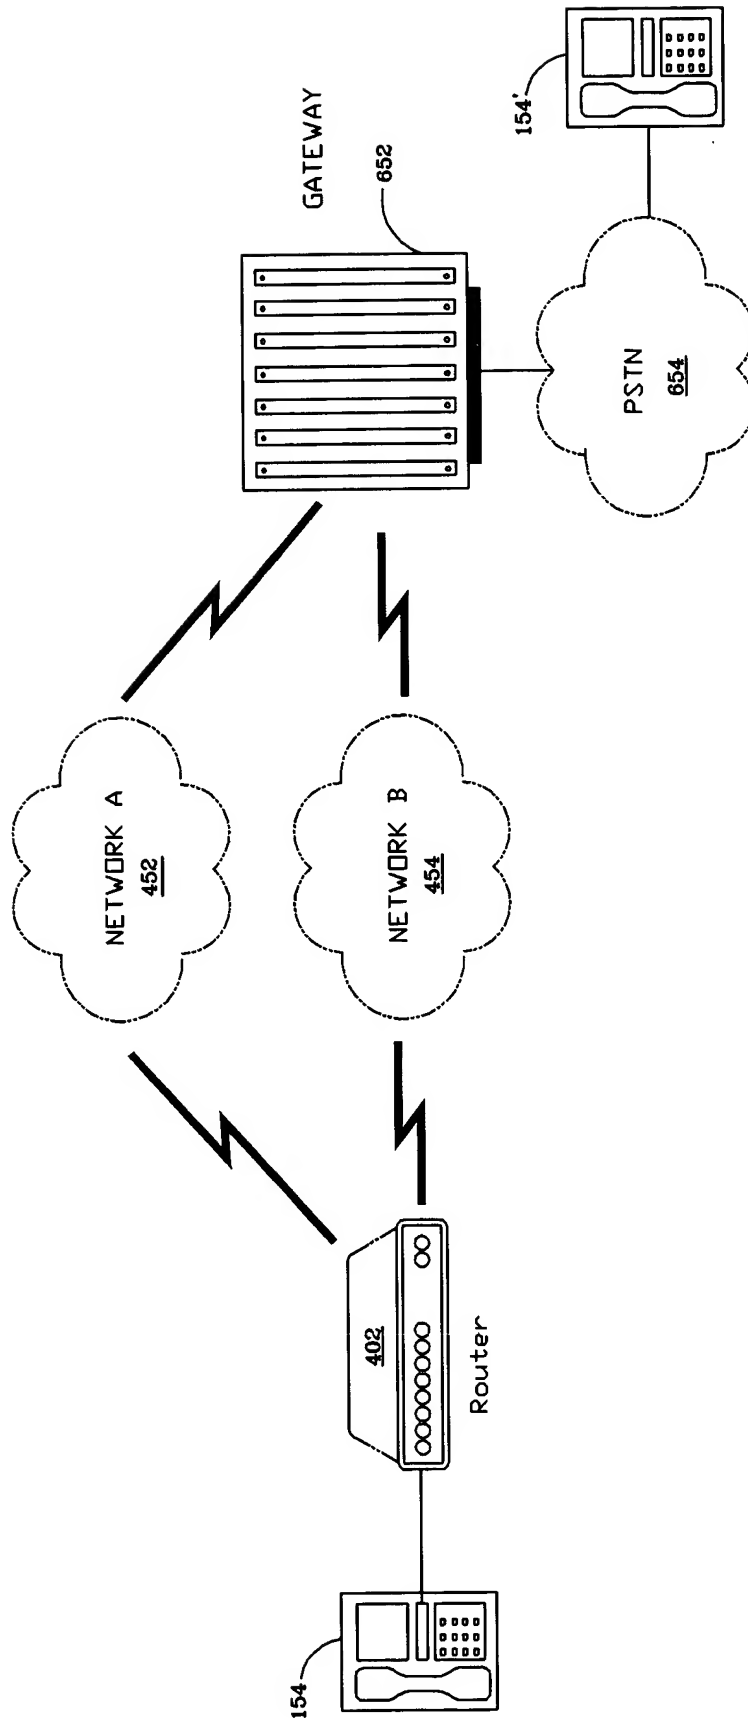 154
402
Router
NETWORK A
452
NETWORK B
454
GATEWAY
652
PSTN
654
154'